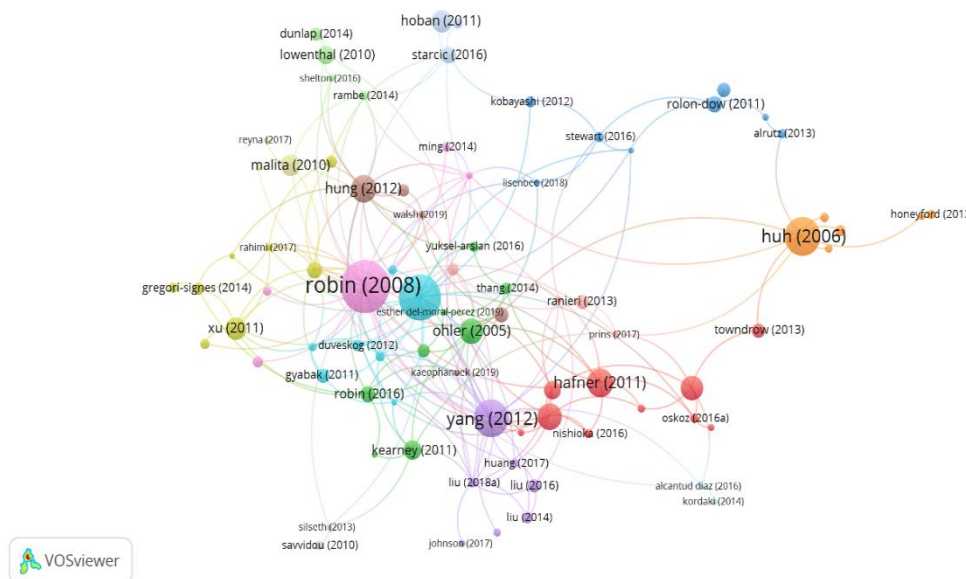 hoban (2011)
dunlap (2014)
lowenthal (2010)
starcic (2016)
shelton (2016)
rambe (2014)
kobayashi (2012)
rolon-dow (2011)
alrutz (2013)
stewart (2016)
reyna (2017)
ming (2014)
malita (2010)
hung (2012)
lisenbee (2018)
walsh (2019)
honeyford (2013
huh (2006)
rahimi (2017)
yuksel-arslan (2016)
robin (2008)
gregori-signes (2014)
thang (2014)
ranieri (2013)
esther del-moral-perez (2019)
xu (2011)
ohler (2005)
prins (2017)
towndrow (2013)
duveskog (2012)
gyabak (2011)
kaeophanuek (2019)
hafner (2011)
robin (2016)
yang (2012)
oskoz (2016a)
nishioka (2016)
kearney (2011)
huang (2017)
liu (2018a)
liu (2016)
alcantud diaz (2016)
kordaki (2014)
liu (2014)
silseth (2013)
savvidou (2010)
johnson (2017)
VOSviewer